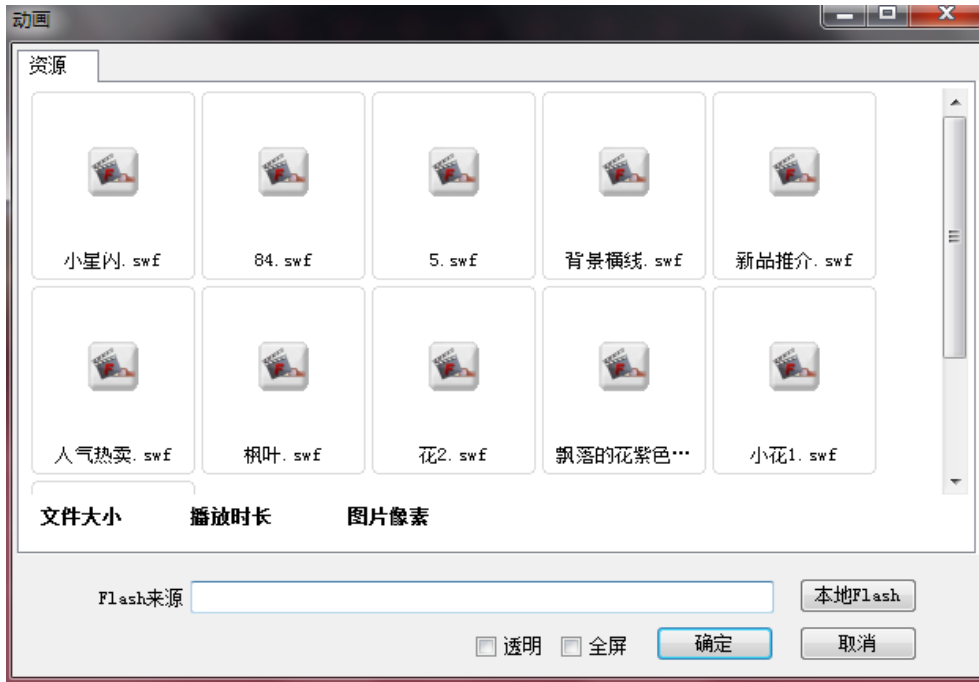 动画
资源
小星闪.swf
84.swf
5.swf
背景横线.swf
新品推介.swf
人气热卖.swf
枫叶.swf
花2.swf
飘落的花紫色…
小花1.swf
文件大小 播放时长 图片像素
Flash来源 本地Flash
透明 全屏 确定 取消